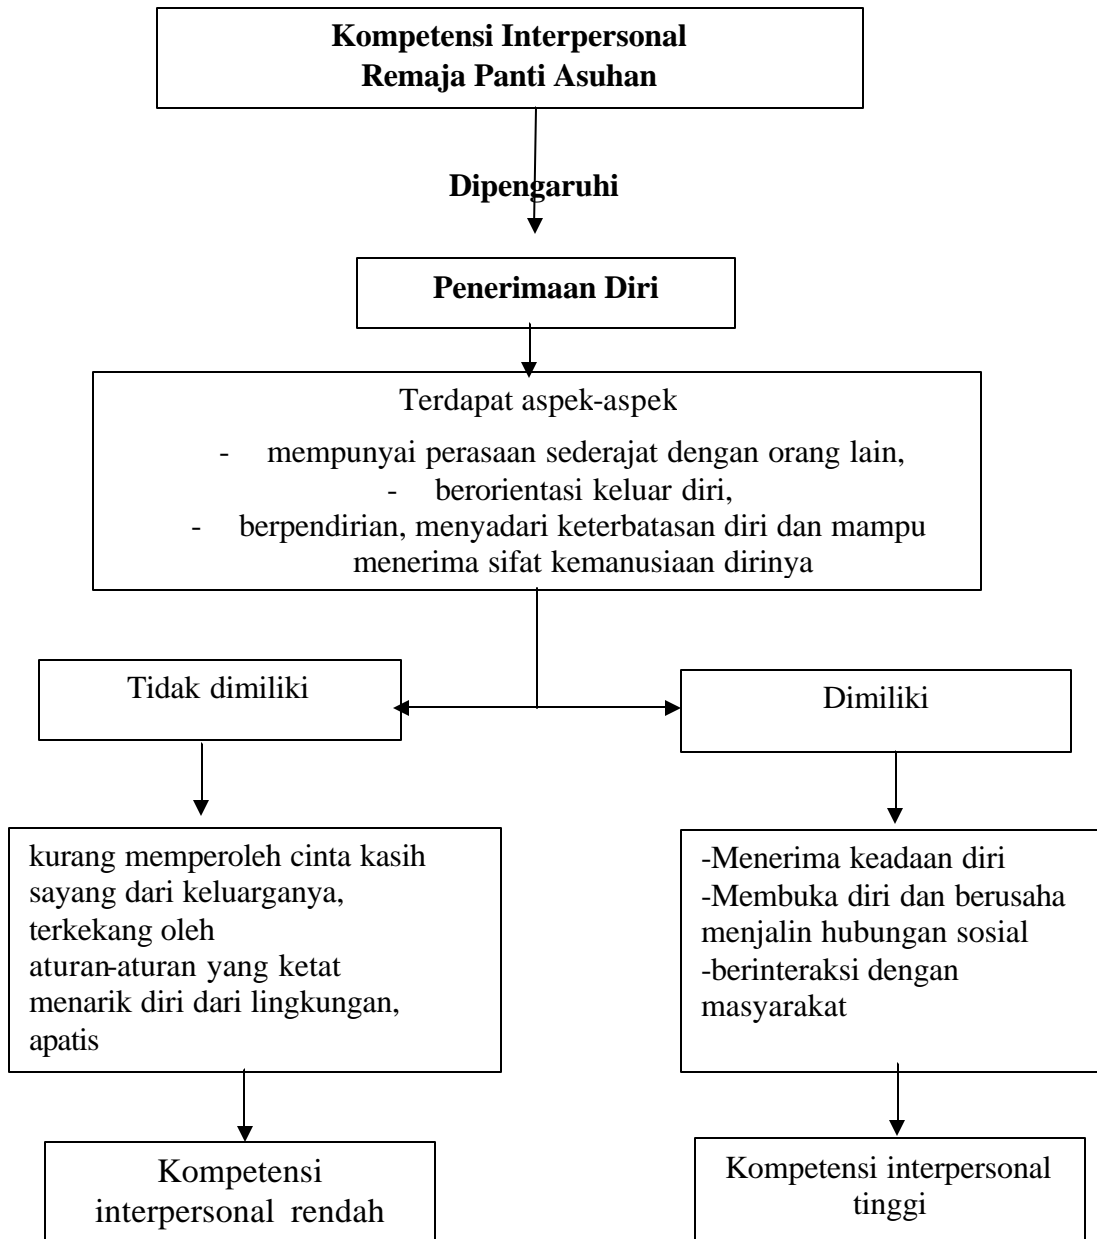 Kompetensi Interpersonal
Remaja Panti Asuhan
Dipengaruhi
Penerimaan Diri
Terdapat aspek-aspek
- mempunyai perasaan sederajat dengan orang lain,
- berorientasi keluar diri,
- berpendirian, menyadari keterbatasan diri dan mampu
menerima sifat kemanusiaan dirinya
Tidak dimiliki
Dimiliki
kurang memperoleh cinta kasih
sayang dari keluarganya,
terkekang oleh
aturan-aturan yang ketat
menarik diri dari lingkungan,
apatis
-Menerima keadaan diri
-Membuka diri dan berusaha
menjalin hubungan sosial
-berinteraksi dengan
masyarakat
Kompetensi
interpersonal rendah
Kompetensi interpersonal
tinggi